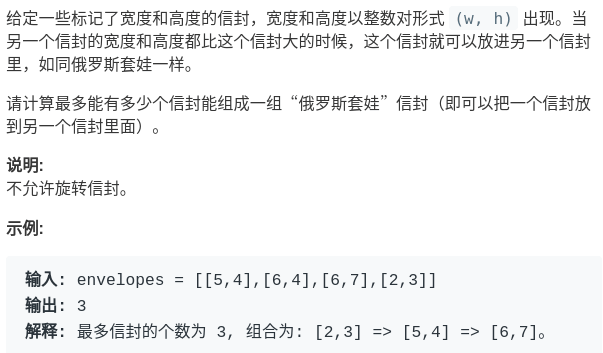 给定一些标记了宽度和高度的信封，宽度和高度以整数对形式 (w, h) 出现。当
另一个信封的宽度和高度都比这个信封大的时候，这个信封就可以放进另一个信封
里，如同俄罗斯套娃一样。
请计算最多能有多少个信封能组成一组“俄罗斯套娃”信封（即可以把一个信封放
到另一个信封里面）。
说明:
不允许旋转信封。
示例:
输入: envelopes = [[5,4],[6,4],[6,7],[2,3]]
输出: 3
解释: 最多信封的个数为 3, 组合为: [2,3] => [5,4] => [6,7]。